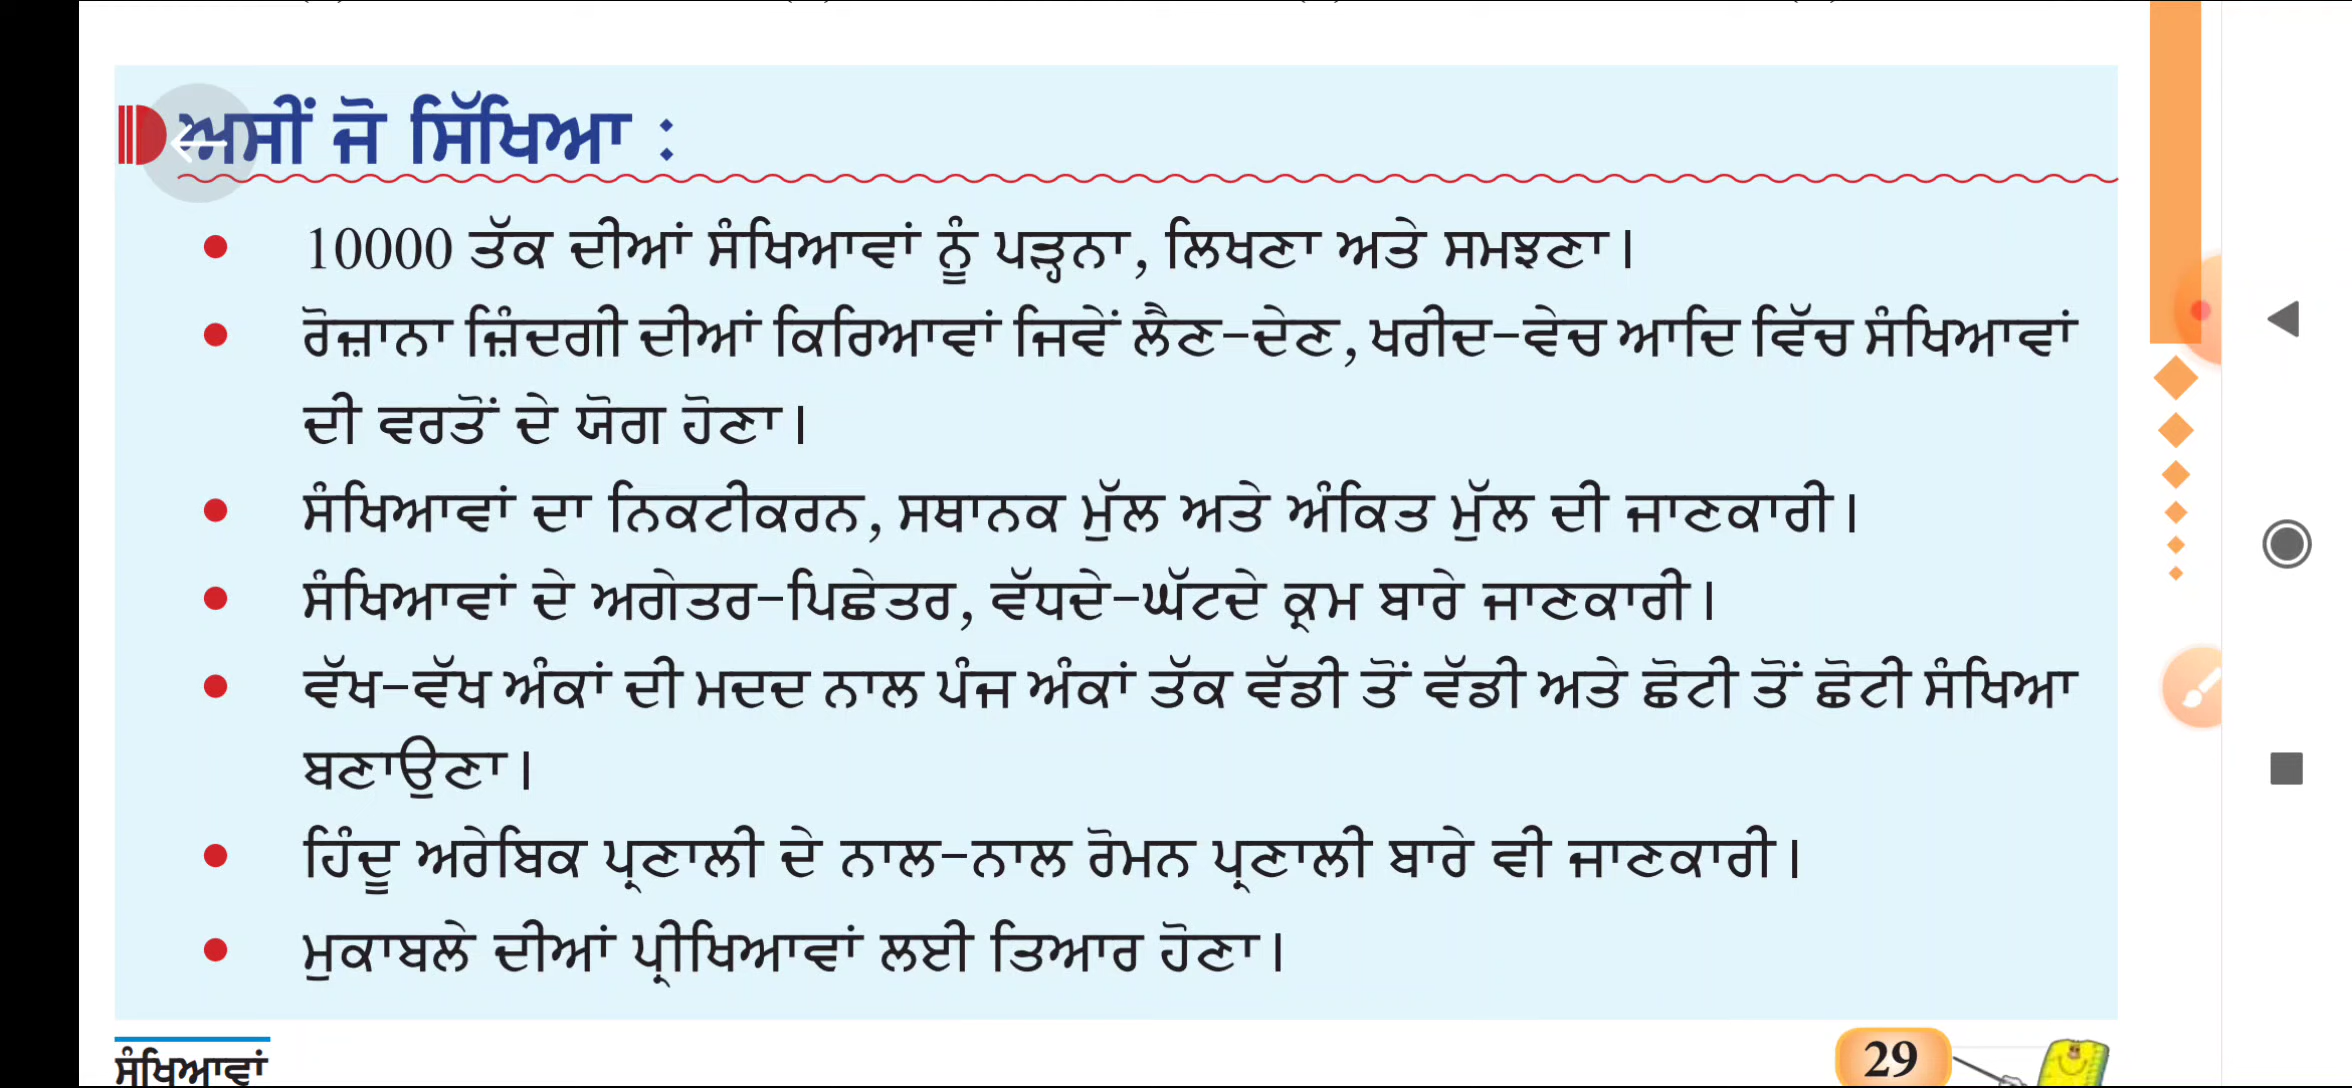 ਅਸੀਂ ਜੋ ਸਿੱਖਿਆ :
10000 ਤੱਕ ਦੀਆਂ ਸੰਖਿਆਵਾਂ ਨੂੰ ਪੜ੍ਹਨਾ, ਲਿਖਣਾ ਅਤੇ ਸਮਝਣਾ।
ਰੋਜ਼ਾਨਾ ਜ਼ਿੰਦਗੀ ਦੀਆਂ ਕਿਰਿਆਵਾਂ ਜਿਵੇਂ ਲੈਣ-ਦੇਣ, ਖਰੀਦ-ਵੇਚ ਆਦਿ ਵਿੱਚ ਸੰਖਿਆਵਾਂ
ਦੀ ਵਰਤੋਂ ਦੇ ਯੋਗ ਹੋਣਾ।
ਸੰਖਿਆਵਾਂ ਦਾ ਨਿਕਟੀਕਰਨ, ਸਥਾਨਕ ਮੁੱਲ ਅਤੇ ਅੰਕਿਤ ਮੁੱਲ ਦੀ ਜਾਣਕਾਰੀ।
ਸੰਖਿਆਵਾਂ ਦੇ ਅਗੇਤਰ-ਪਿਛੇਤਰ, ਵੱਧਦੇ-ਘੱਟਦੇ ਕ੍ਰਮ ਬਾਰੇ ਜਾਣਕਾਰੀ।
ਵੱਖ-ਵੱਖ ਅੰਕਾਂ ਦੀ ਮਦਦ ਨਾਲ ਪੰਜ ਅੰਕਾਂ ਤੱਕ ਵੱਡੀ ਤੋਂ ਵੱਡੀ ਅਤੇ ਛੋਟੀ ਤੋਂ ਛੋਟੀ ਸੰਖਿਆ
ਬਣਾਉਣਾ।
ਹਿੰਦੂ ਅਰੇਬਿਕ ਪ੍ਰਣਾਲੀ ਦੇ ਨਾਲ-ਨਾਲ ਰੋਮਨ ਪ੍ਰਣਾਲੀ ਬਾਰੇ ਵੀ ਜਾਣਕਾਰੀ।
ਮੁਕਾਬਲੇ ਦੀਆਂ ਪ੍ਰੀਖਿਆਵਾਂ ਲਈ ਤਿਆਰ ਹੋਣਾ।
ਸੰਖਿਆਵਾਂ
29